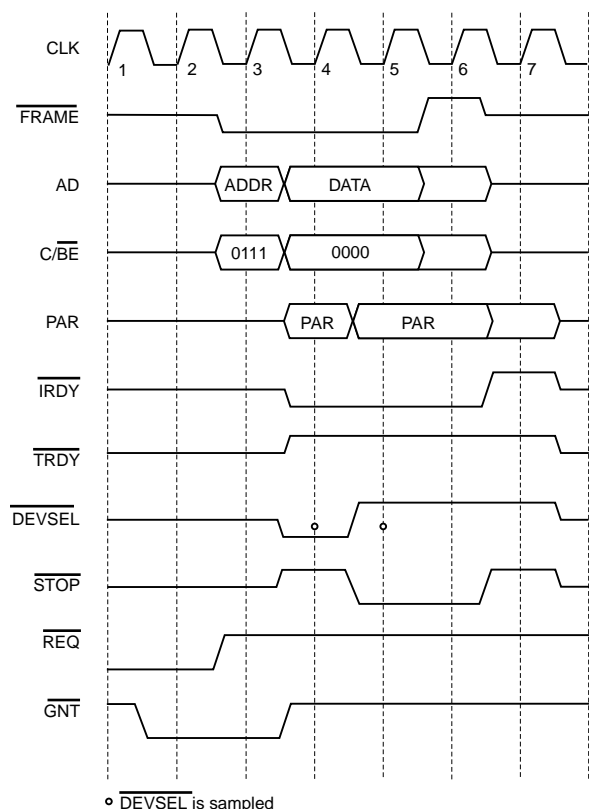 CLK
1 2 3 4 5 6 7
FRAME
AD ADDR DATA
C/BE 0111 0000
PAR PAR PAR
IRDY
TRDY
DEVSEL
STOP
REQ
GNT
DEVSEL is sampled